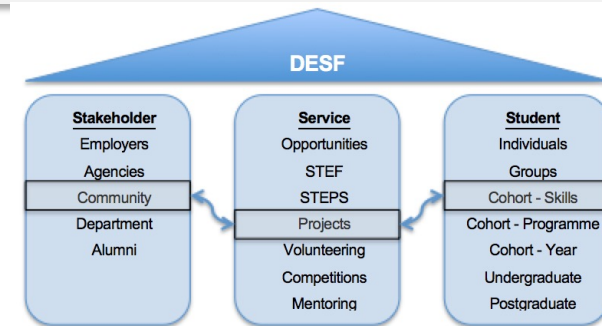 DESF
Stakeholder
Employers
Agencies
Community
Department
Alumni
Service
Opportunities
STEF
STEPS
Projects
Volunteering
Competitions
Mentoring
Student
Individuals
Groups
Cohort - Skills
Cohort - Programme
Cohort - Year
Undergraduate
Postgraduate